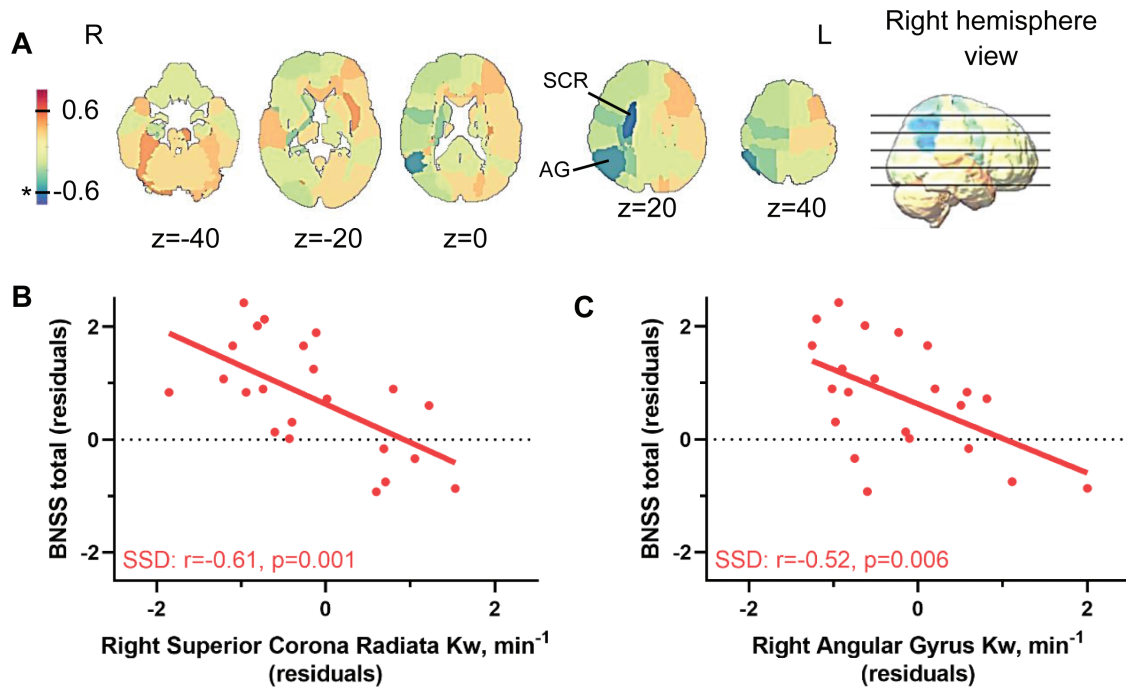 A
R
L
Right hemisphere
view
0.6
* -0.6
SCR
AG
z=-40
z=-20
z=0
z=20
z=40
B
BNSS total (residuals)
2
0
-2
SSD: r=-0.61, p=0.001
-2
0
2
Right Superior Corona Radiata Kw, min⁻¹
(residuals)
C
BNSS total (residuals)
2
0
-2
SSD: r=-0.52, p=0.006
-2
0
2
Right Angular Gyrus Kw, min⁻¹
(residuals)